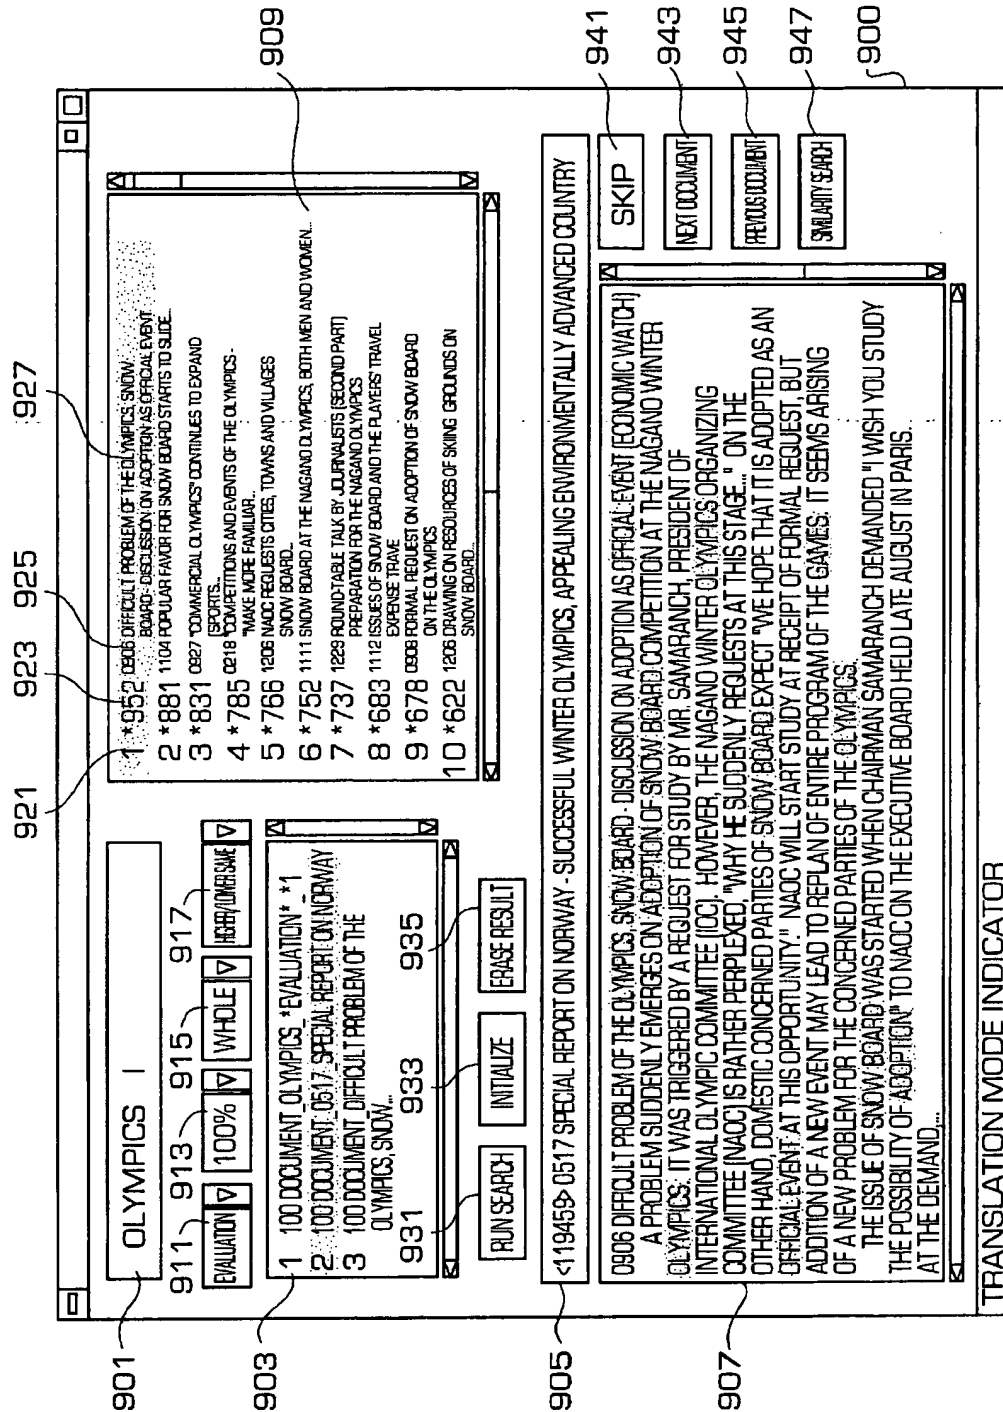 901
OLYMPICS
911
913
915
917
EVALUATION
100%
WHOLE
HIGHER/LOWER SAVE
903
1 100 DOCUMENT_OLYMPICS_*EVALUATION*_*1
2 100 DOCUMENT_0517 SPECIAL REPORT ON NORWAY
3 100 DOCUMENT_DIFFICULT PROBLEM OF THE
OLYMPICS, SNOW...
931
933
935
RUN SEARCH
INITIALIZE
ERASE RESULT
921
923
925
927
909
1 *952 0906 DIFFICULT PROBLEM OF THE OLYMPICS, SNOW
BOARD - DISCUSSION ON ADOPTION AS OFFICIAL EVENT
2 *881 1104 POPULAR FAVOR FOR SNOW BOARD STARTS TO SLIDE...
3 *831 0927 "COMMERCIAL OLYMPICS" CONTINUES TO EXPAND
[SPORTS...
4 *785 0218 "COMPETITIONS AND EVENTS OF THE OLYMPICS -
"MAKE MORE FAMILIAR...
5 *766 1206 NAOC REQUESTS CITIES, TOWNS AND VILLAGES
SNOW BOARD...
6 *752 1111 SNOW BOARD AT THE NAGANO OLYMPICS, BOTH MEN AND WOMEN...
7 *737 1229 ROUND-TABLE TALK BY JOURNALISTS (SECOND PART)
PREPARATION FOR THE NAGANO OLYMPICS
8 *683 1112 ISSUES OF SNOW BOARD AND THE PLAYERS' TRAVEL
EXPENSE TRAVE
9 *678 0908 FORMAL REQUEST ON ADOPTION OF SNOW BOARD
ON THE OLYMPICS
10 *622 1206 DRAWING ON RESOURCES OF SKIING GROUNDS ON
SNOW BOARD...
905
<119459> 0517 SPECIAL REPORT ON NORWAY - SUCCESSFUL WINTER OLYMPICS, APPEALING ENVIRONMENTALLY ADVANCED COUNTRY
907
0906 DIFFICULT PROBLEM OF THE OLYMPICS, SNOW BOARD - DISCUSSION ON ADOPTION AS OFFICIAL EVENT (ECONOMIC WATCH)
A PROBLEM SUDDENLY EMERGES ON ADOPTION OF SNOW BOARD COMPETITION AT THE NAGANO WINTER
OLYMPICS. IT WAS TRIGGERED BY A REQUEST FOR STUDY BY MR. SAMARANCH, PRESIDENT OF
INTERNATIONAL OLYMPIC COMMITTEE (IOC). HOWEVER, THE NAGANO WINTER OLYMPICS ORGANIZING
COMMITTEE (NAOC) IS RATHER PERPLEXED, "WHY HE SUDDENLY REQUESTS AT THIS STAGE..." ON THE
OTHER HAND, DOMESTIC CONCERNED PARTIES OF SNOW BOARD EXPECT "WE HOPE THAT IT IS ADOPTED AS AN
OFFICIAL EVENT AT THIS OPPORTUNITY." NAOC WILL START STUDY AT RECEIPT OF FORMAL REQUEST, BUT
ADDITION OF A NEW EVENT MAY LEAD TO REPLAN OF ENTIRE PROGRAM OF THE GAMES. IT SEEMS ARISING
OF A NEW PROBLEM FOR THE CONCERNED PARTIES OF THE OLYMPICS.
THE ISSUE OF SNOW BOARD WAS STARTED WHEN CHAIRMAN SAMARANCH DEMANDED "I WISH YOU STUDY
THE POSSIBILITY OF ADOPTION" TO NAOC ON THE EXECUTIVE BOARD HELD LATE AUGUST IN PARIS.
AT THE DEMAND,...
SKIP
941
NEXT DOCUMENT
943
PREVIOUS DOCUMENT
945
SIMILARITY SEARCH
947
900
TRANSLATION MODE INDICATOR